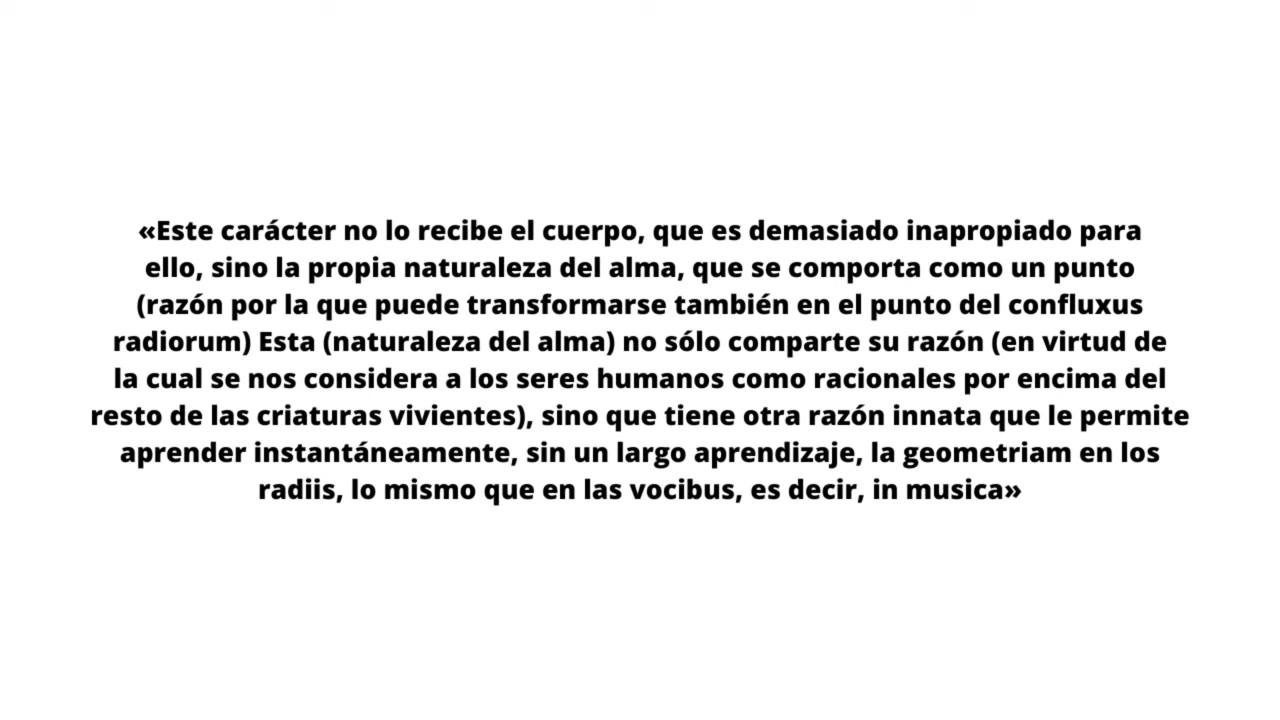 «Este carácter no lo recibe el cuerpo, que es demasiado inapropiado para
ello, sino la propia naturaleza del alma, que se comporta como un punto
(razón por la que puede transformarse también en el punto del confluxus
radiorum) Esta (naturaleza del alma) no sólo comparte su razón (en virtud de
la cual se nos considera a los seres humanos como racionales por encima del
resto de las criaturas vivientes), sino que tiene otra razón innata que le permite
aprender instantáneamente, sin un largo aprendizaje, la geometriam en los
radiis, lo mismo que en las vocibus, es decir, in musica»